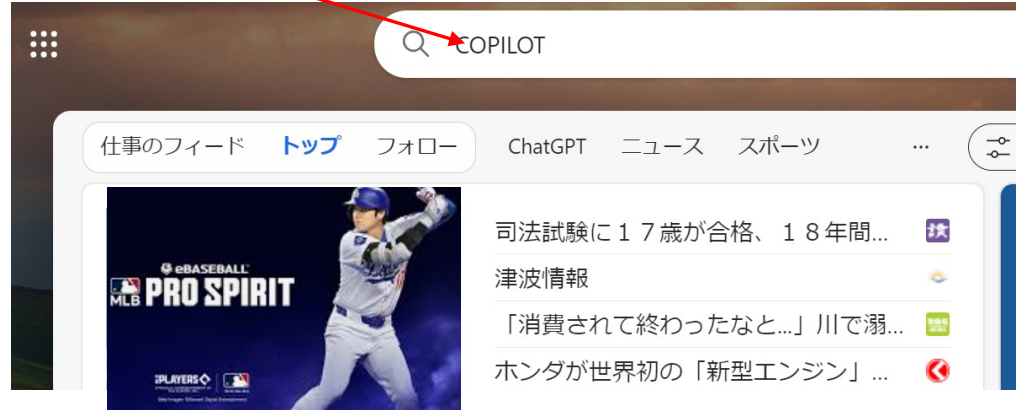 COPILOT
仕事のフィード トップ フォロー ChatGPT ニュース スポーツ ...
司法試験に１７歳が合格、１８年間...
津波情報
「消費されて終わったなと...」川で溺...
ホンダが世界初の「新型エンジン」...
eBASEBALL
MLB PRO SPIRIT
PLAYERS